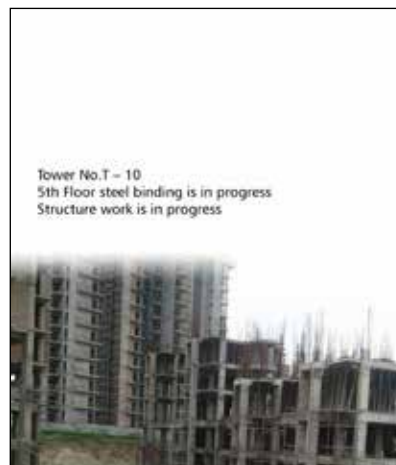 Tower No.T – 10
5th Floor steel binding is in progress
Structure work is in progress